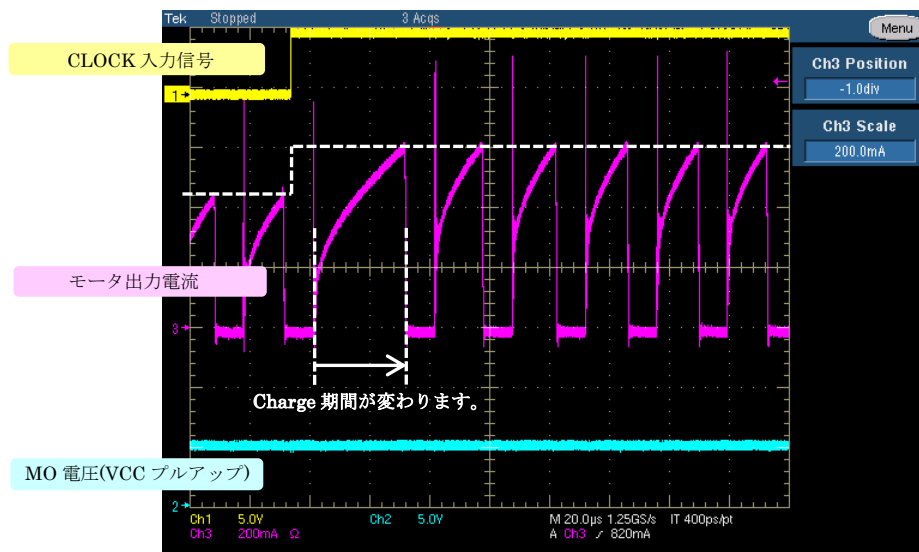 Tek Stopped 3 Acqs
Menu
CLOCK 入力信号
Ch3 Position
-1.0div
1
Ch3 Scale
200.0mA
モータ出力電流
3
Charge 期間が変わります。
MO 電圧(VCC プルアップ)
2
Ch1 5.0V Ch2 5.0V M 20.0µs 1.25GS/s IT 400ps/pt
Ch3 200mA Ω A Ch3 ∕ 820mA